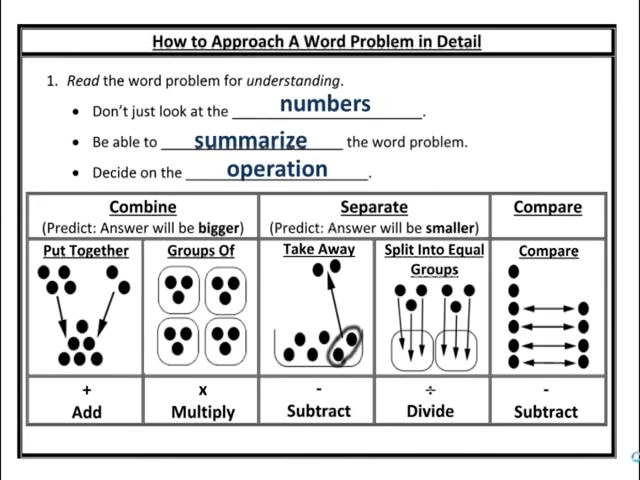 How to Approach A Word Problem in Detail
1. Read the word problem for understanding.
• Don't just look at the numbers.
• Be able to summarize the word problem.
• Decide on the operation.
Combine
(Predict: Answer will be bigger)
Separate
(Predict: Answer will be smaller)
Compare
Put Together
Groups Of
Take Away
Split Into Equal
Groups
Compare
+
Add
x
Multiply
-
Subtract
÷
Divide
-
Subtract